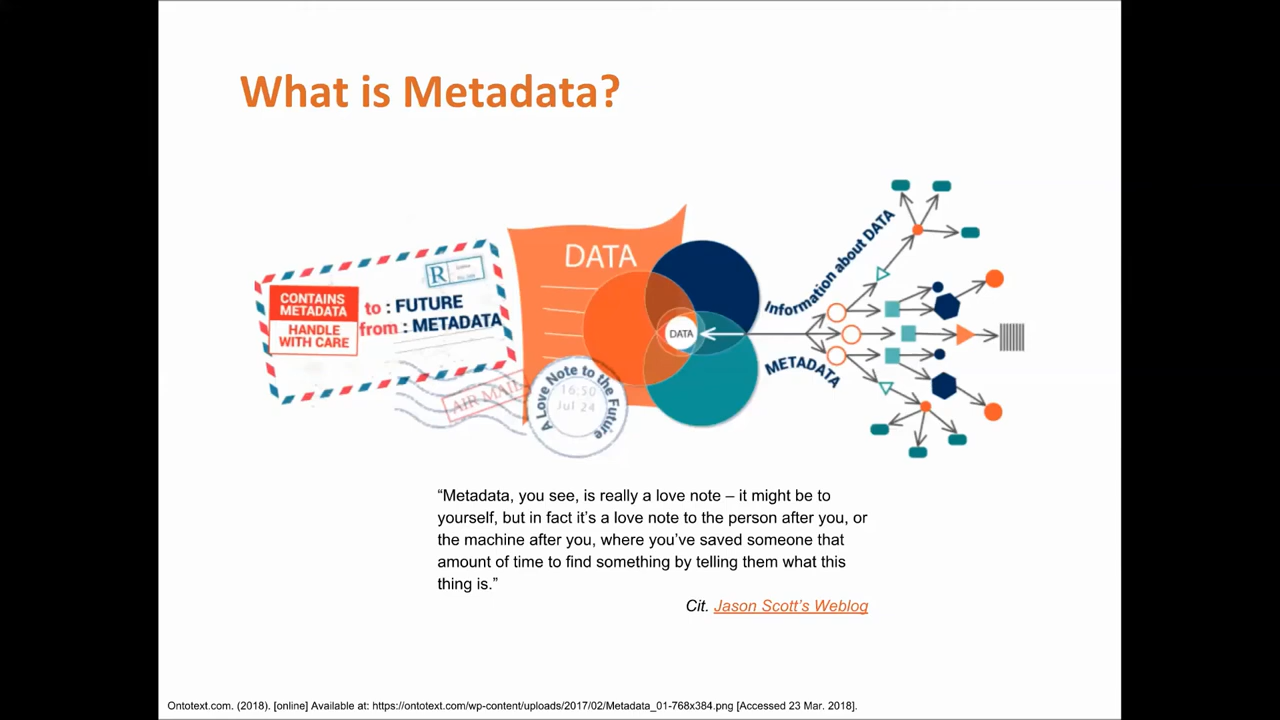 What is Metadata?
CONTAINS
METADATA
HANDLE
WITH CARE
to : FUTURE
from : METADATA
R
AIR MAIL
DATA
A Love Note to the Future
16:50
Jul 24
DATA
Information about DATA
METADATA
“Metadata, you see, is really a love note – it might be to
yourself, but in fact it’s a love note to the person after you, or
the machine after you, where you’ve saved someone that
amount of time to find something by telling them what this
thing is.”
Cit. Jason Scott’s Weblog
Ontotext.com. (2018). [online] Available at: https://ontotext.com/wp-content/uploads/2017/02/Metadata_01-768x384.png [Accessed 23 Mar. 2018].